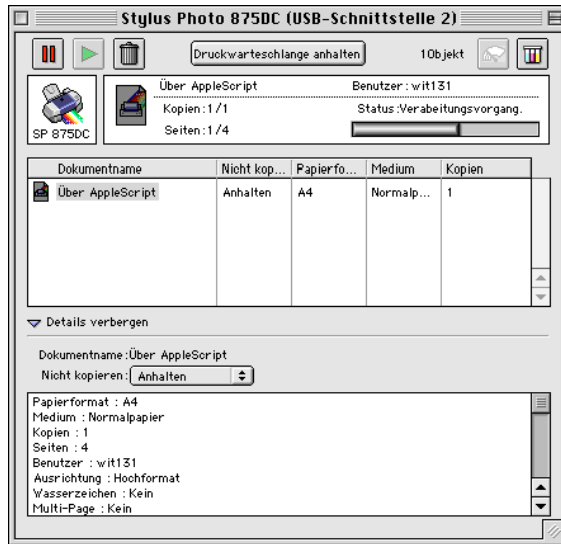 Stylus Photo 875DC (USB-Schnittstelle 2)
Druckwarteschlange anhalten
1Objekt
SP 875DC
Über AppleScript
Benutzer : wit131
Kopien : 1/1
Status :Verabeitungsvorgang.
Seiten : 1/4
Dokumentname Nicht kop... Papierfo... Medium Kopien
Über AppleScript Anhalten A4 Normalp... 1
Details verbergen
Dokumentname :Über AppleScript
Nicht kopieren : Anhalten
Papierformat : A4
Medium : Normalpapier
Kopien : 1
Seiten : 4
Benutzer : wit131
Ausrichtung : Hochformat
Wasserzeichen : Kein
Multi-Page : Kein